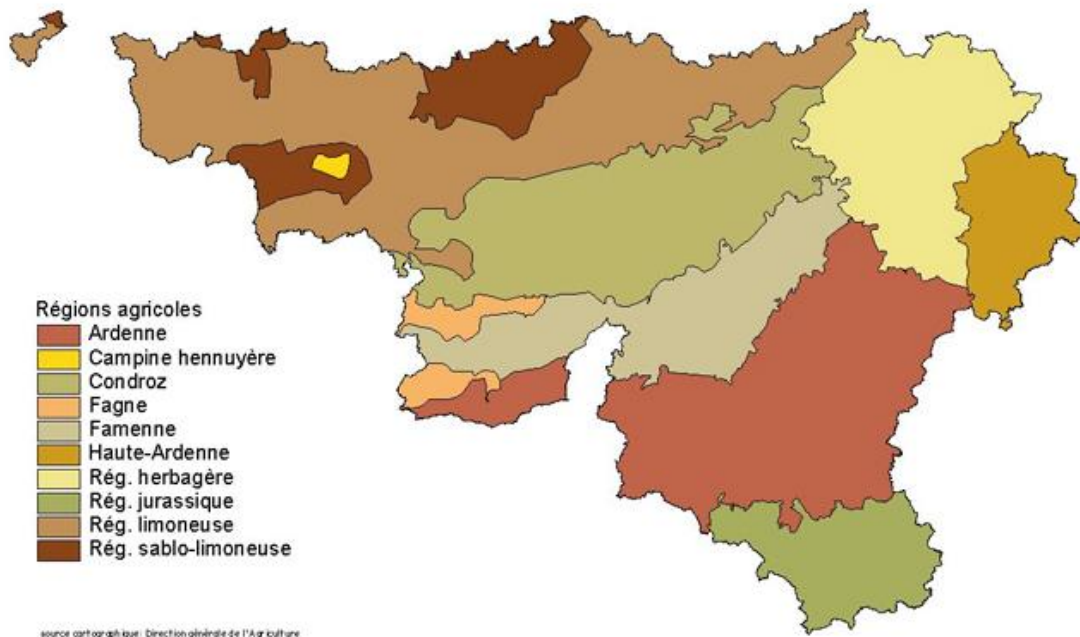 Régions agricoles
Ardenne
Campine hennuyère
Condroz
Fagne
Famenne
Haute-Ardenne
Rég. herbagère
Rég. jurassique
Rég. limoneuse
Rég. sablo-limoneuse
source cartographique: Direction générale de l'Agriculture